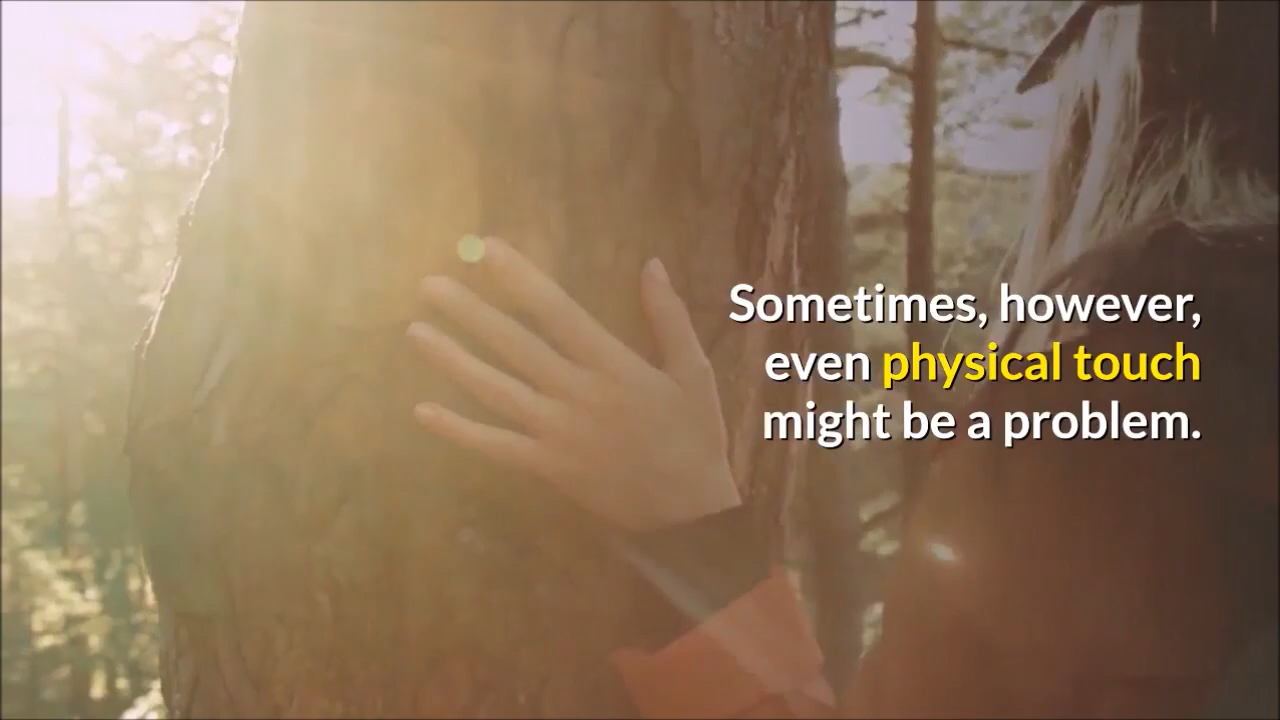 Sometimes, however,
even physical touch
might be a problem.